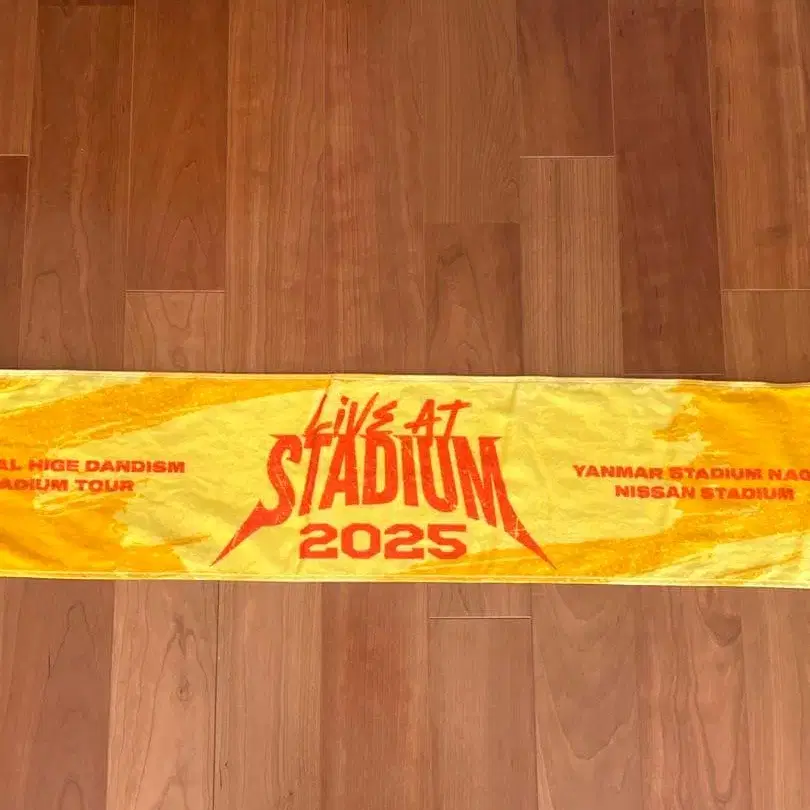 AL HIGE DANDISM
ADIUM TOUR
LiVE AT
STADIUM
2025
YANMAR STADIUM NAG
NISSAN STADIUM